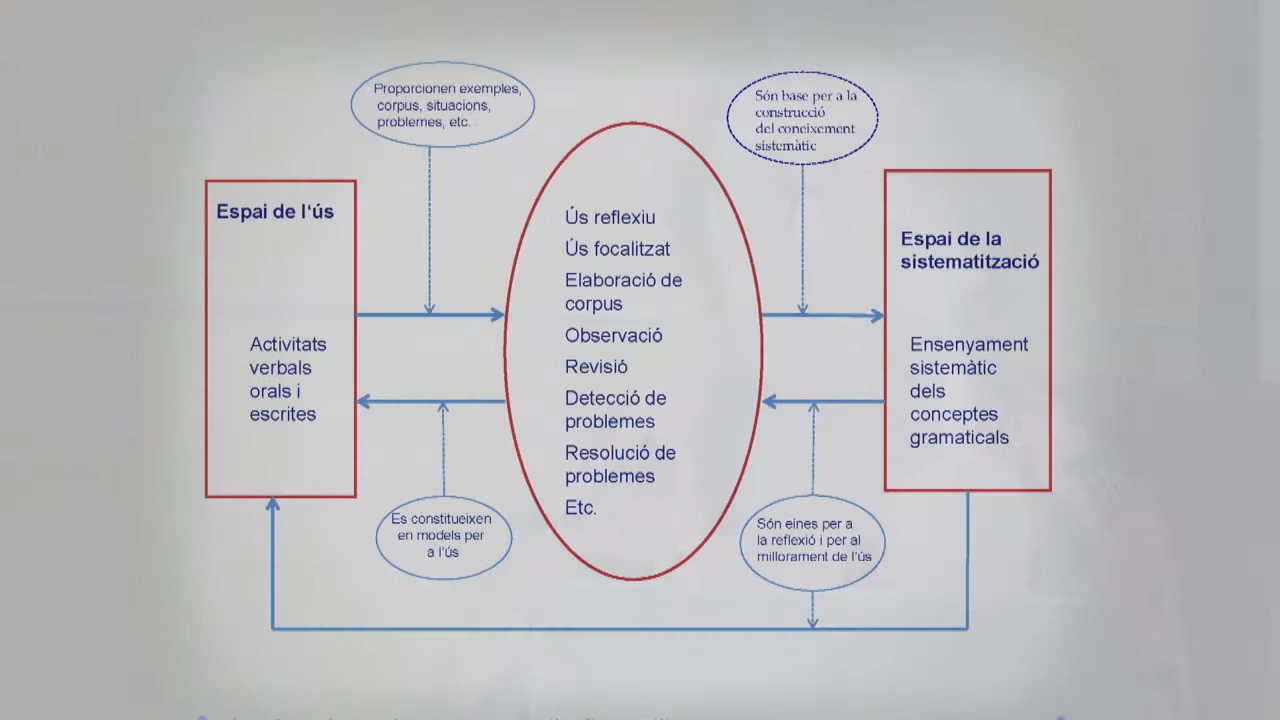 Proporcionen exemples,
corpus, situacions,
problemes, etc.
Són base per a la
construcció
del coneixement
sistemàtic
Espai de l'ús
Activitats
verbals
orals i
escrites
Ús reflexiu
Ús focalitzat
Elaboració de
corpus
Observació
Revisió
Detecció de
problemes
Resolució de
problemes
Etc.
Espai de la
sistematització
Ensenyament
sistemàtic
dels
conceptes
gramaticals
Es constitueixen
en models per
a l'ús
Són eines per a
la reflexió i per al
millorament de l'ús